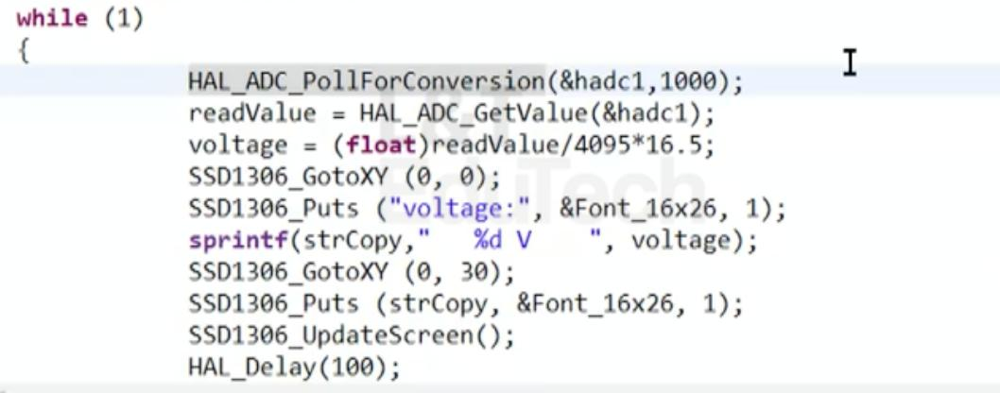 while (1)
{
HAL_ADC_PollForConversion(&hadc1,1000);
readValue = HAL_ADC_GetValue(&hadc1);
voltage = (float)readValue/4095*16.5;
SSD1306_GotoXY (0, 0);
SSD1306_Puts ("voltage:", &Font_16x26, 1);
sprintf(strCopy,"   %d V    ", voltage);
SSD1306_GotoXY (0, 30);
SSD1306_Puts (strCopy, &Font_16x26, 1);
SSD1306_UpdateScreen();
HAL_Delay(100);